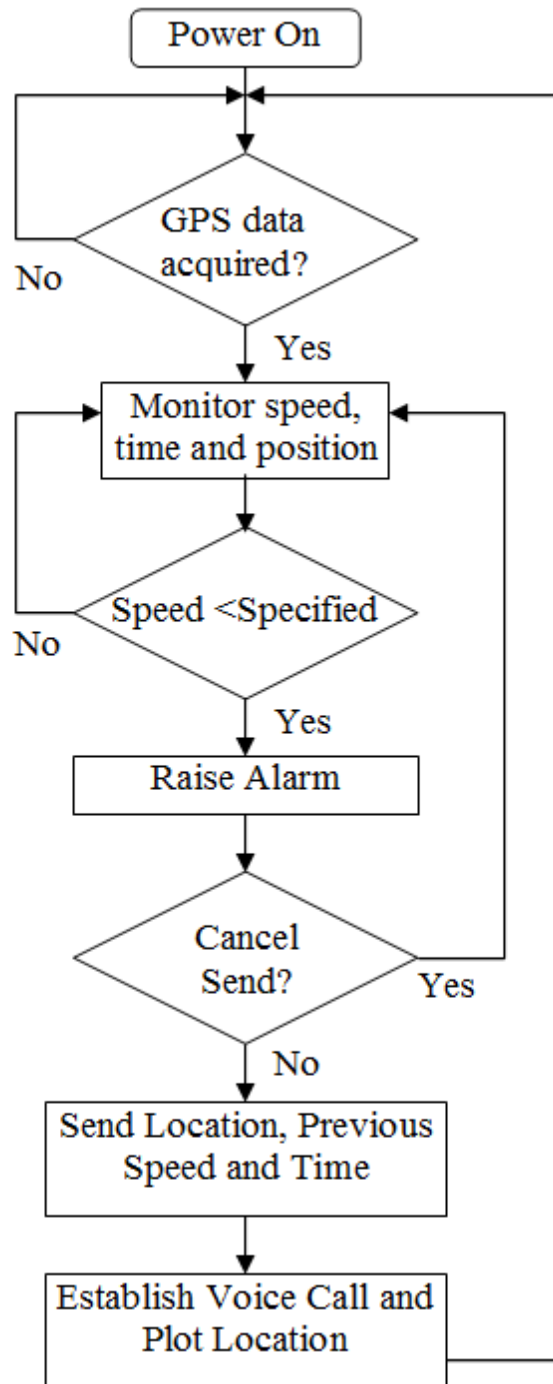 Power On
GPS data
acquired?
No
Yes
Monitor speed,
time and position
Speed <Specified
No
Yes
Raise Alarm
Cancel
Send?
Yes
No
Send Location, Previous
Speed and Time
Establish Voice Call and
Plot Location